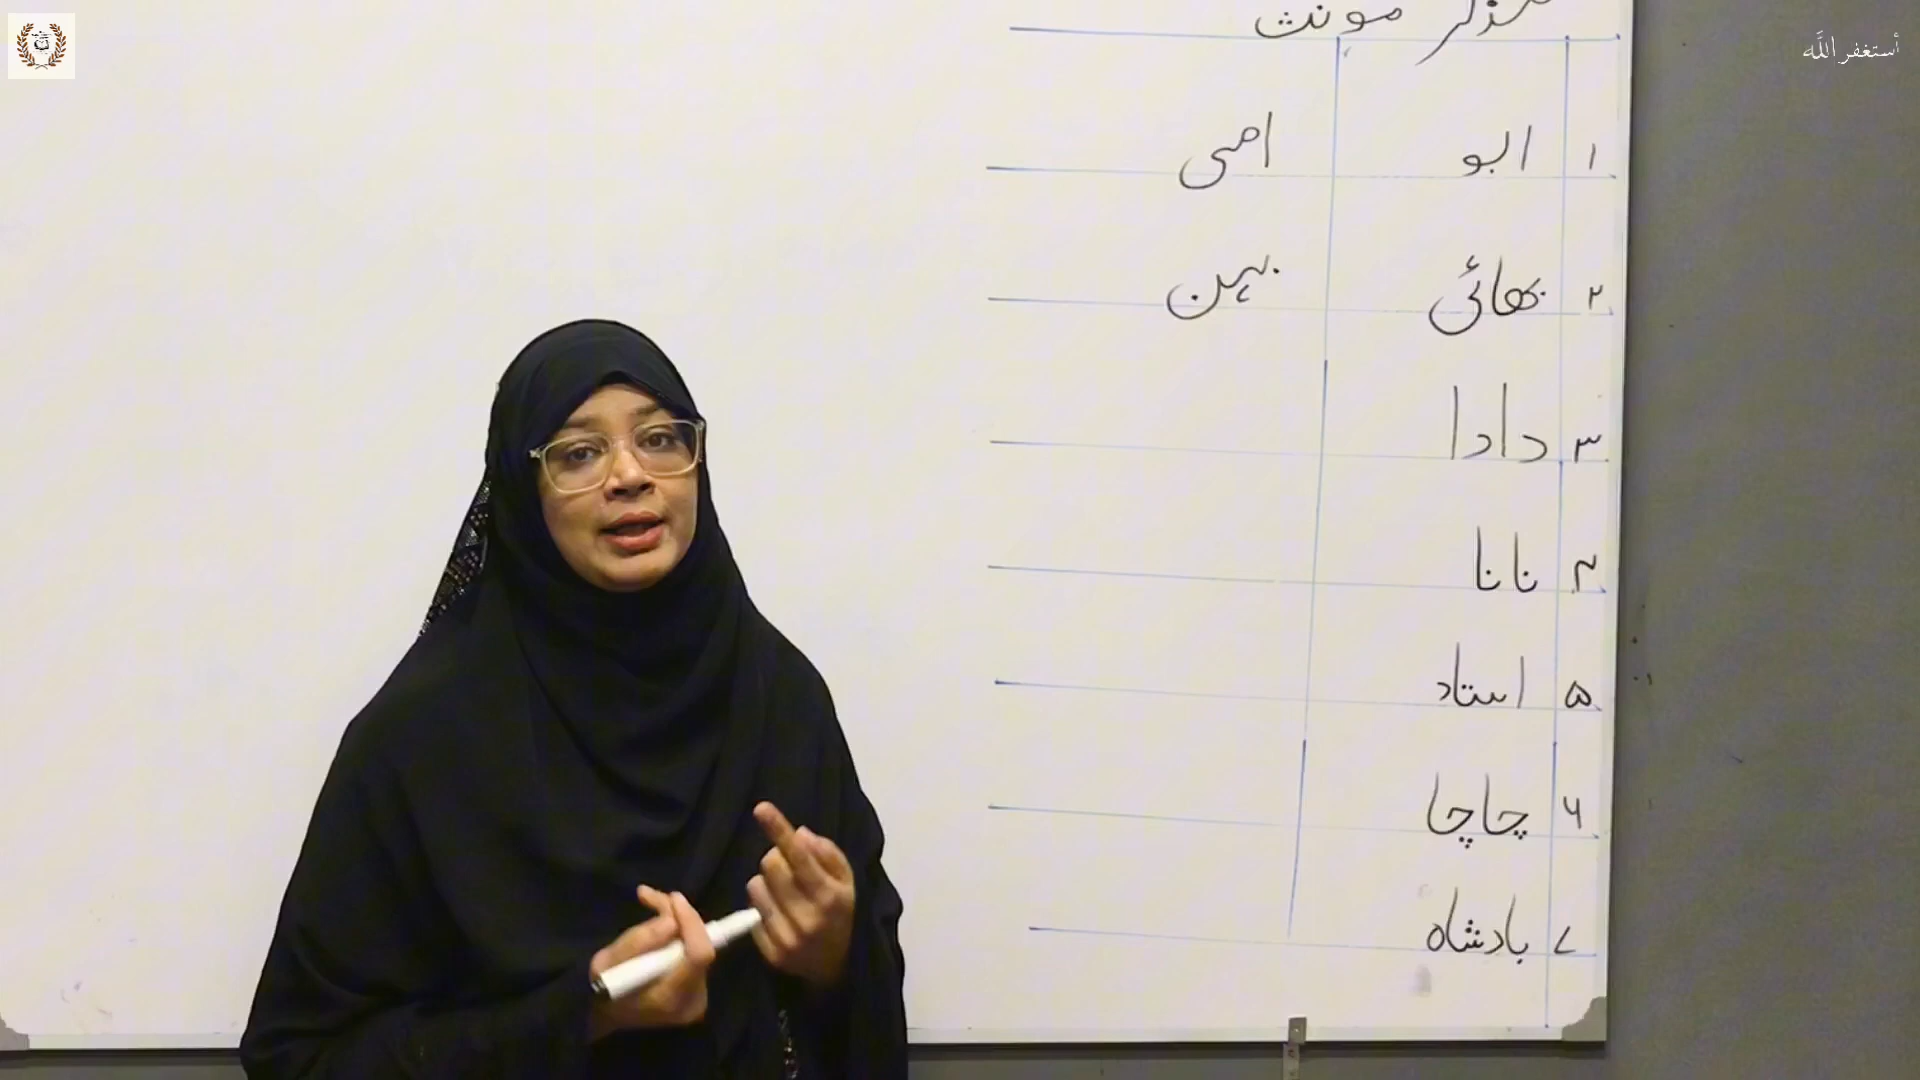 أستغفر الله
مذكر مونث
۱ ابو امی
۲ بھائی بہن
۳ دادا
۴ نانا
۵ استاد
۶ چاچا
۷ بادشاہ